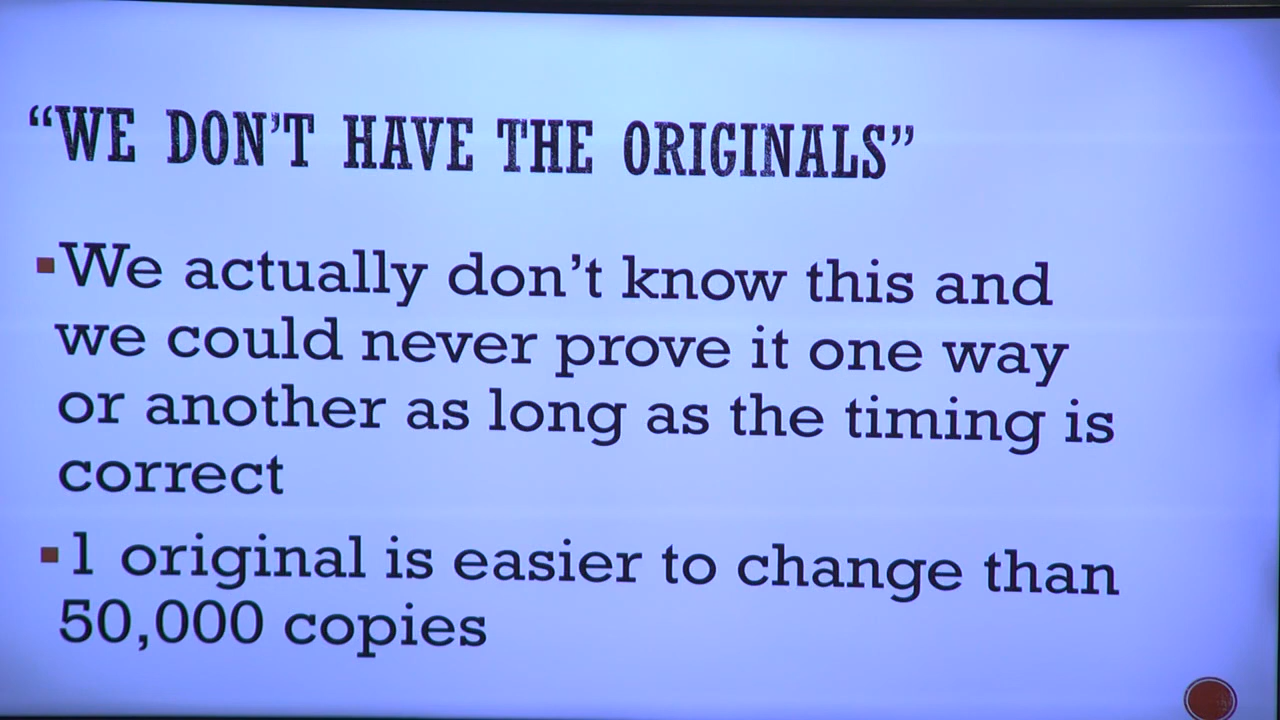 “WE DON’T HAVE THE ORIGINALS”
▪We actually don’t know this and
we could never prove it one way
or another as long as the timing is
correct
▪1 original is easier to change than
50,000 copies